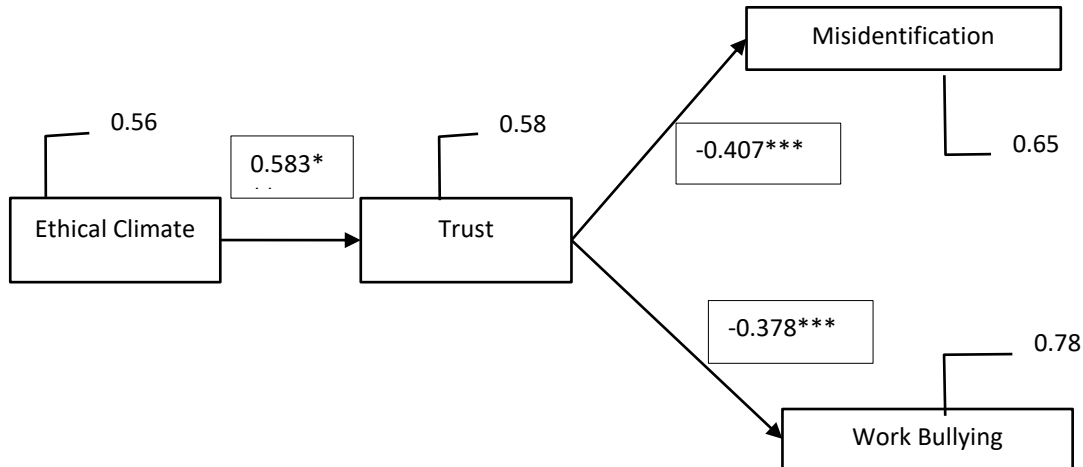 Misidentification
0.56
0.58
0.583*
-0.407***
0.65
Ethical Climate
Trust
-0.378***
0.78
Work Bullying